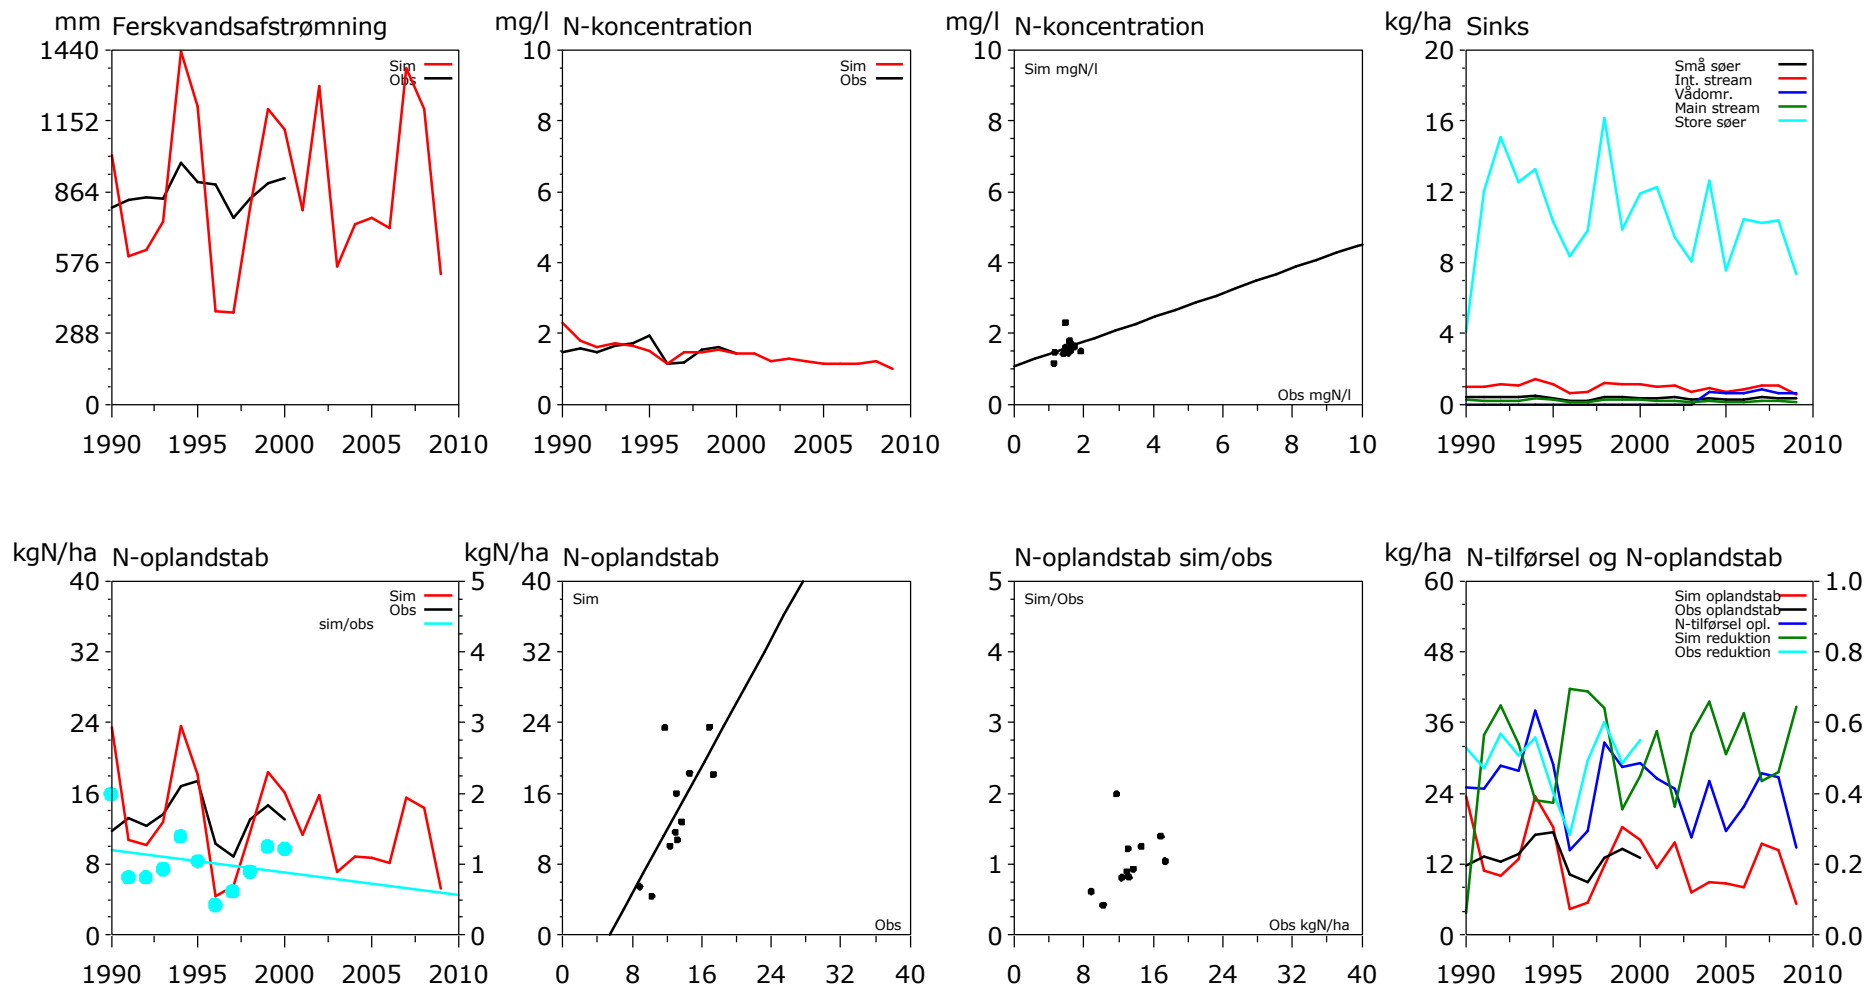 mm Ferskvandsafstrømning
1440
1152
864
576
288
0
Sim
Obs
1990 1995 2000 2005 2010
mg/l N-koncentration
10
8
6
4
2
0
Sim
Obs
1990 1995 2000 2005 2010
mg/l N-koncentration
10
8
6
4
2
0
Sim mgN/l
Obs mgN/l
0 2 4 6 8 10
kg/ha Sinks
20
16
12
8
4
0
Små søer
Int. stream
Vådomr.
Main stream
Store søer
1990 1995 2000 2005 2010
kgN/ha N-oplandstab
40
32
24
16
8
0
Sim
Obs
sim/obs
5
4
3
2
1
0
1990 1995 2000 2005 2010
kgN/ha N-oplandstab
40
32
24
16
8
0
Sim
Obs
0 8 16 24 32 40
N-oplandstab sim/obs
5
4
3
2
1
0
Sim/Obs
Obs kgN/ha
0 8 16 24 32 40
kg/ha N-tilførsel og N-oplandstab
60
48
36
24
12
0
Sim oplandstab
Obs oplandstab
N-tilførsel opl.
Sim reduktion
Obs reduktion
1.0
0.8
0.6
0.4
0.2
0.0
1990 1995 2000 2005 2010